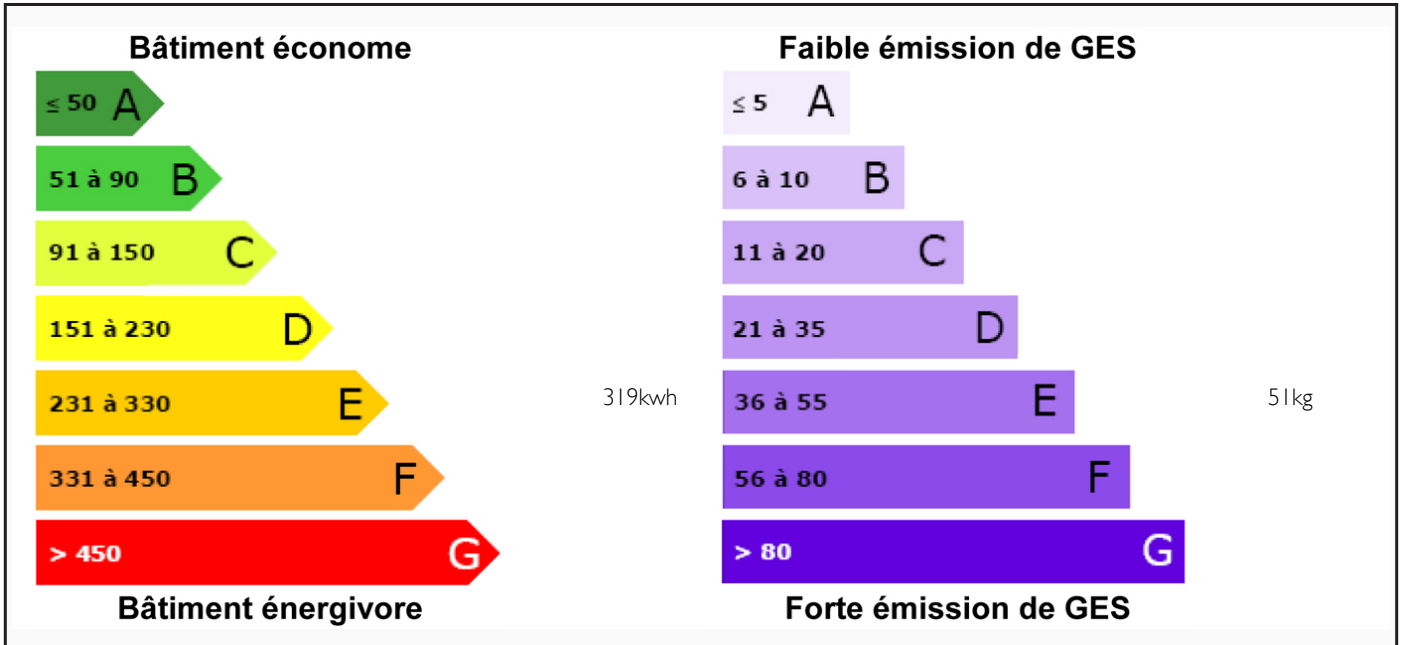 Bâtiment économe
≤ 50 A
51 à 90 B
91 à 150 C
151 à 230 D
231 à 330 E
319kwh
331 à 450 F
> 450 G
Bâtiment énergivore
Faible émission de GES
≤ 5 A
6 à 10 B
11 à 20 C
21 à 35 D
36 à 55 E
51kg
56 à 80 F
> 80 G
Forte émission de GES